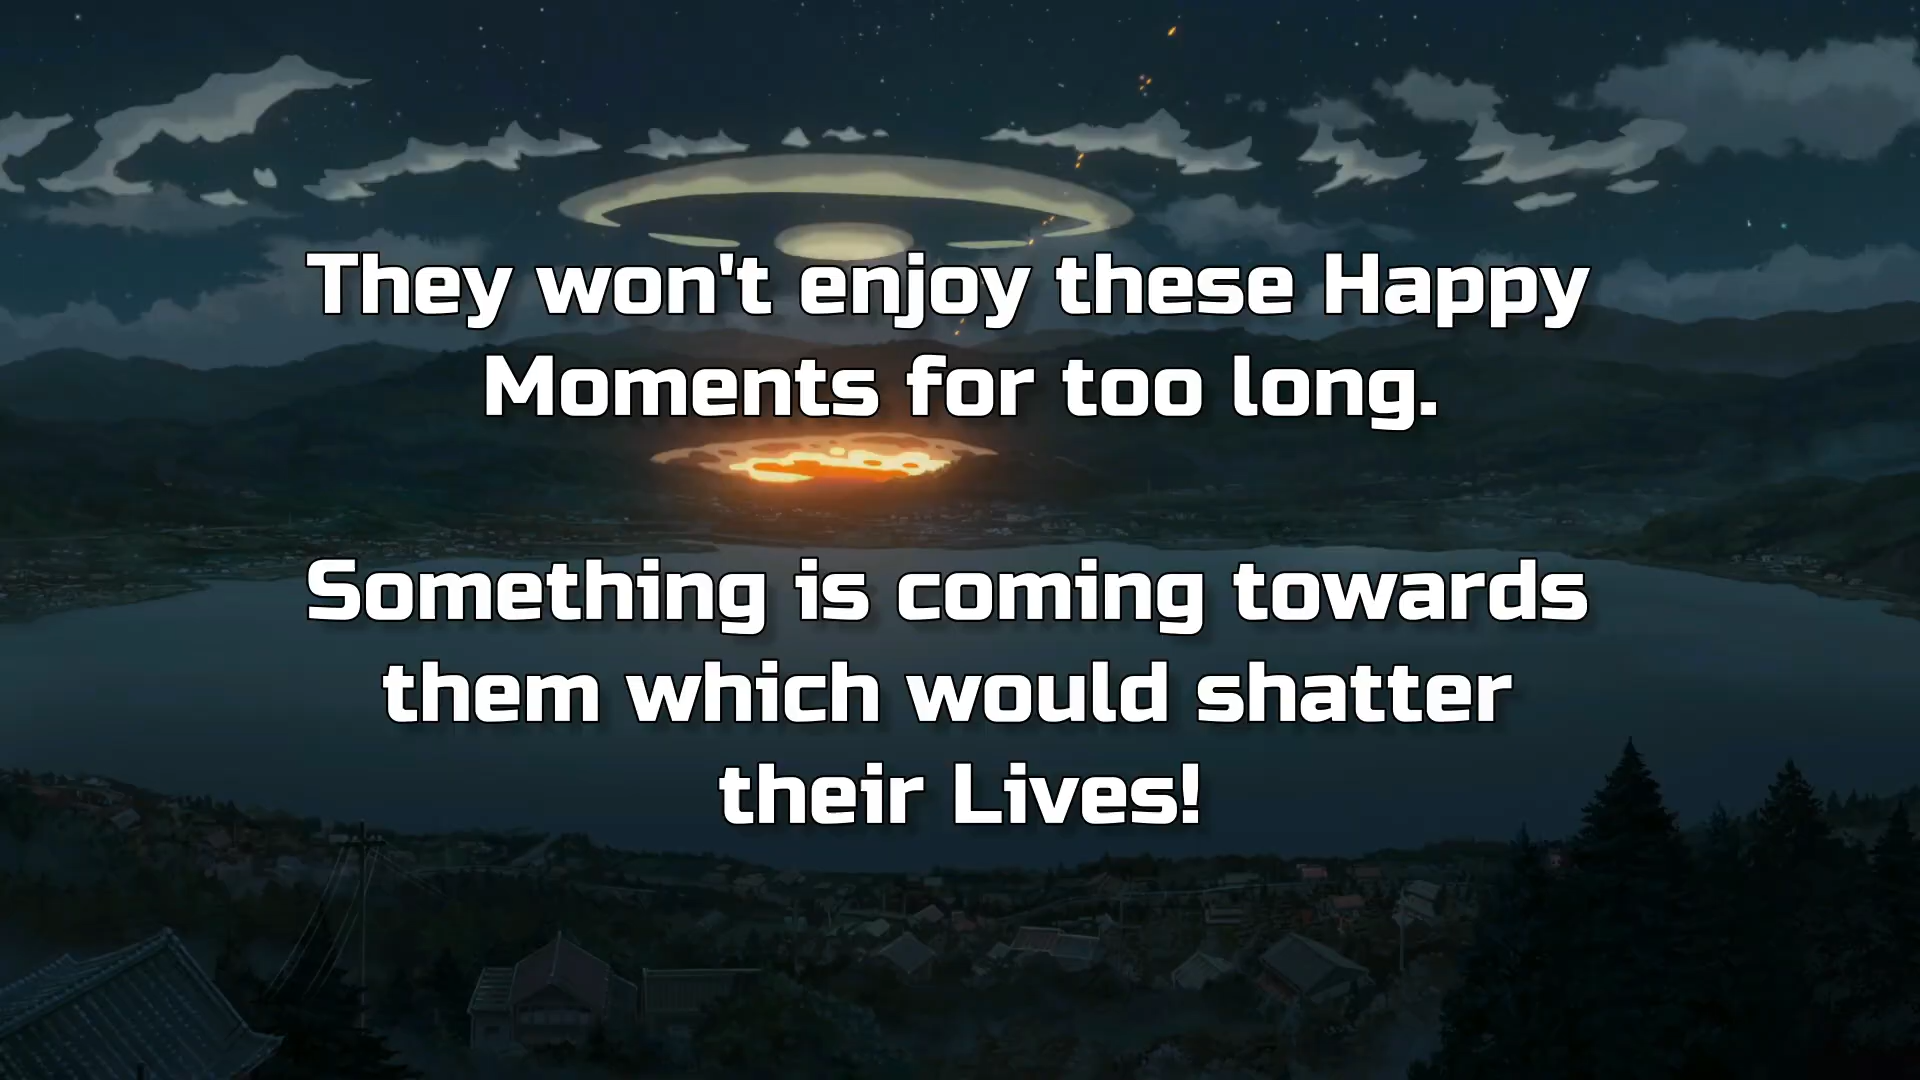 They won't enjoy these Happy
Moments for too long.
Something is coming towards
them which would shatter
their Lives!